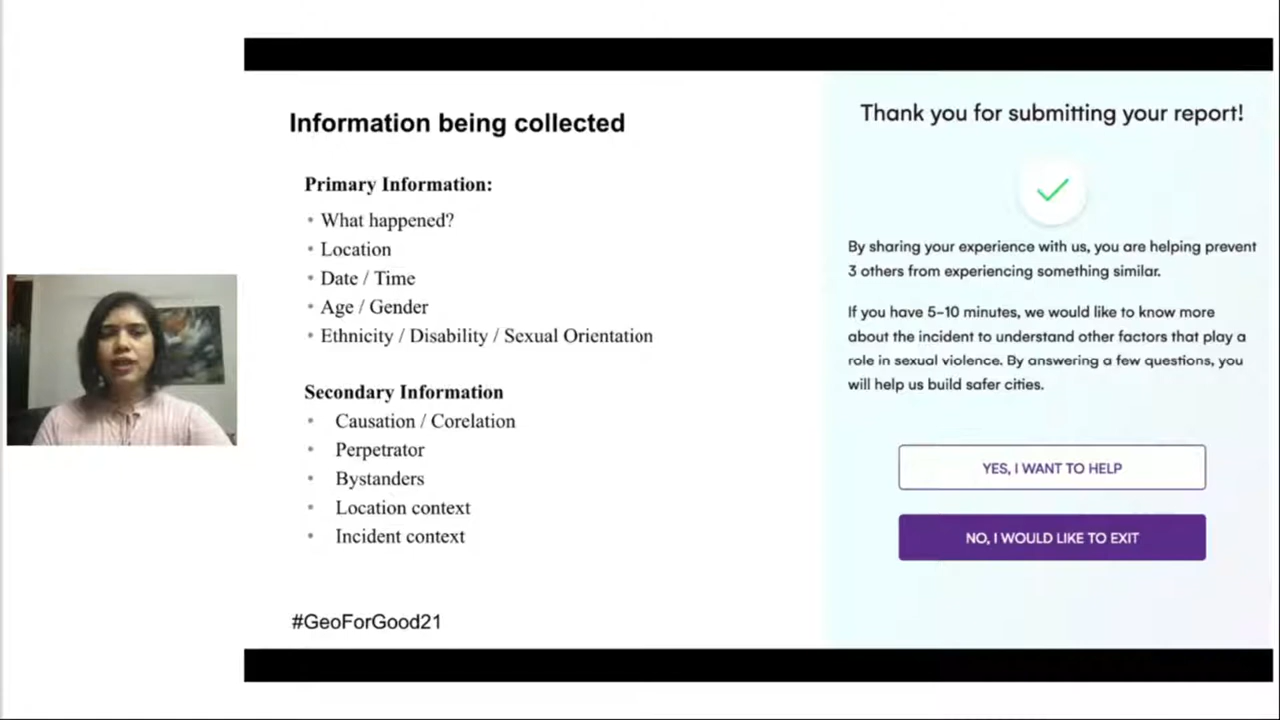 Information being collected
Primary Information:
• What happened?
• Location
• Date / Time
• Age / Gender
• Ethnicity / Disability / Sexual Orientation
Secondary Information
• Causation / Corelation
• Perpetrator
• Bystanders
• Location context
• Incident context
#GeoForGood21
Thank you for submitting your report!
By sharing your experience with us, you are helping prevent
3 others from experiencing something similar.
If you have 5–10 minutes, we would like to know more
about the incident to understand other factors that play a
role in sexual violence. By answering a few questions, you
will help us build safer cities.
YES, I WANT TO HELP
NO, I WOULD LIKE TO EXIT